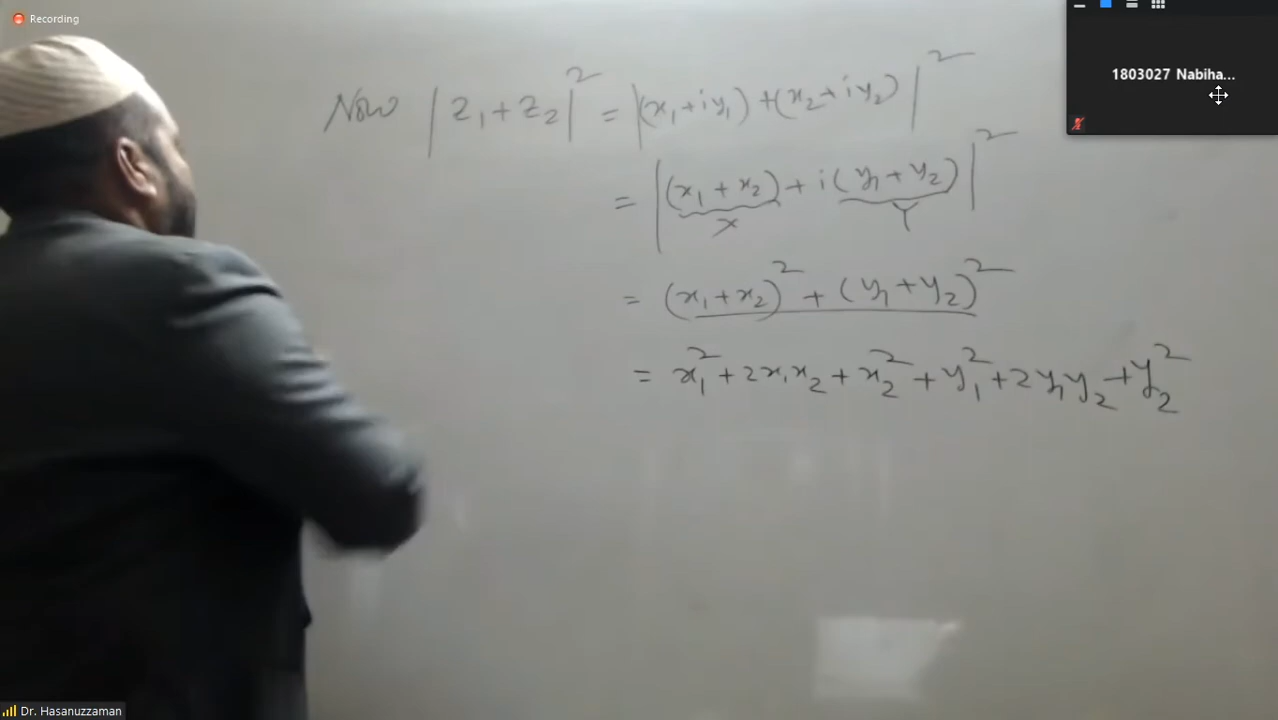 Recording
1803027 Nabiha...
Now |z₁+z₂|² = |(x₁+iy₁)+(x₂+iy₂)|²
= |(x₁+x₂)+i(y₁+y₂)|²
X Y
= (x₁+x₂)²+(y₁+y₂)²
= x₁²+2x₁x₂+x₂²+y₁²+2y₁y₂+y₂²
Dr. Hasanuzzaman